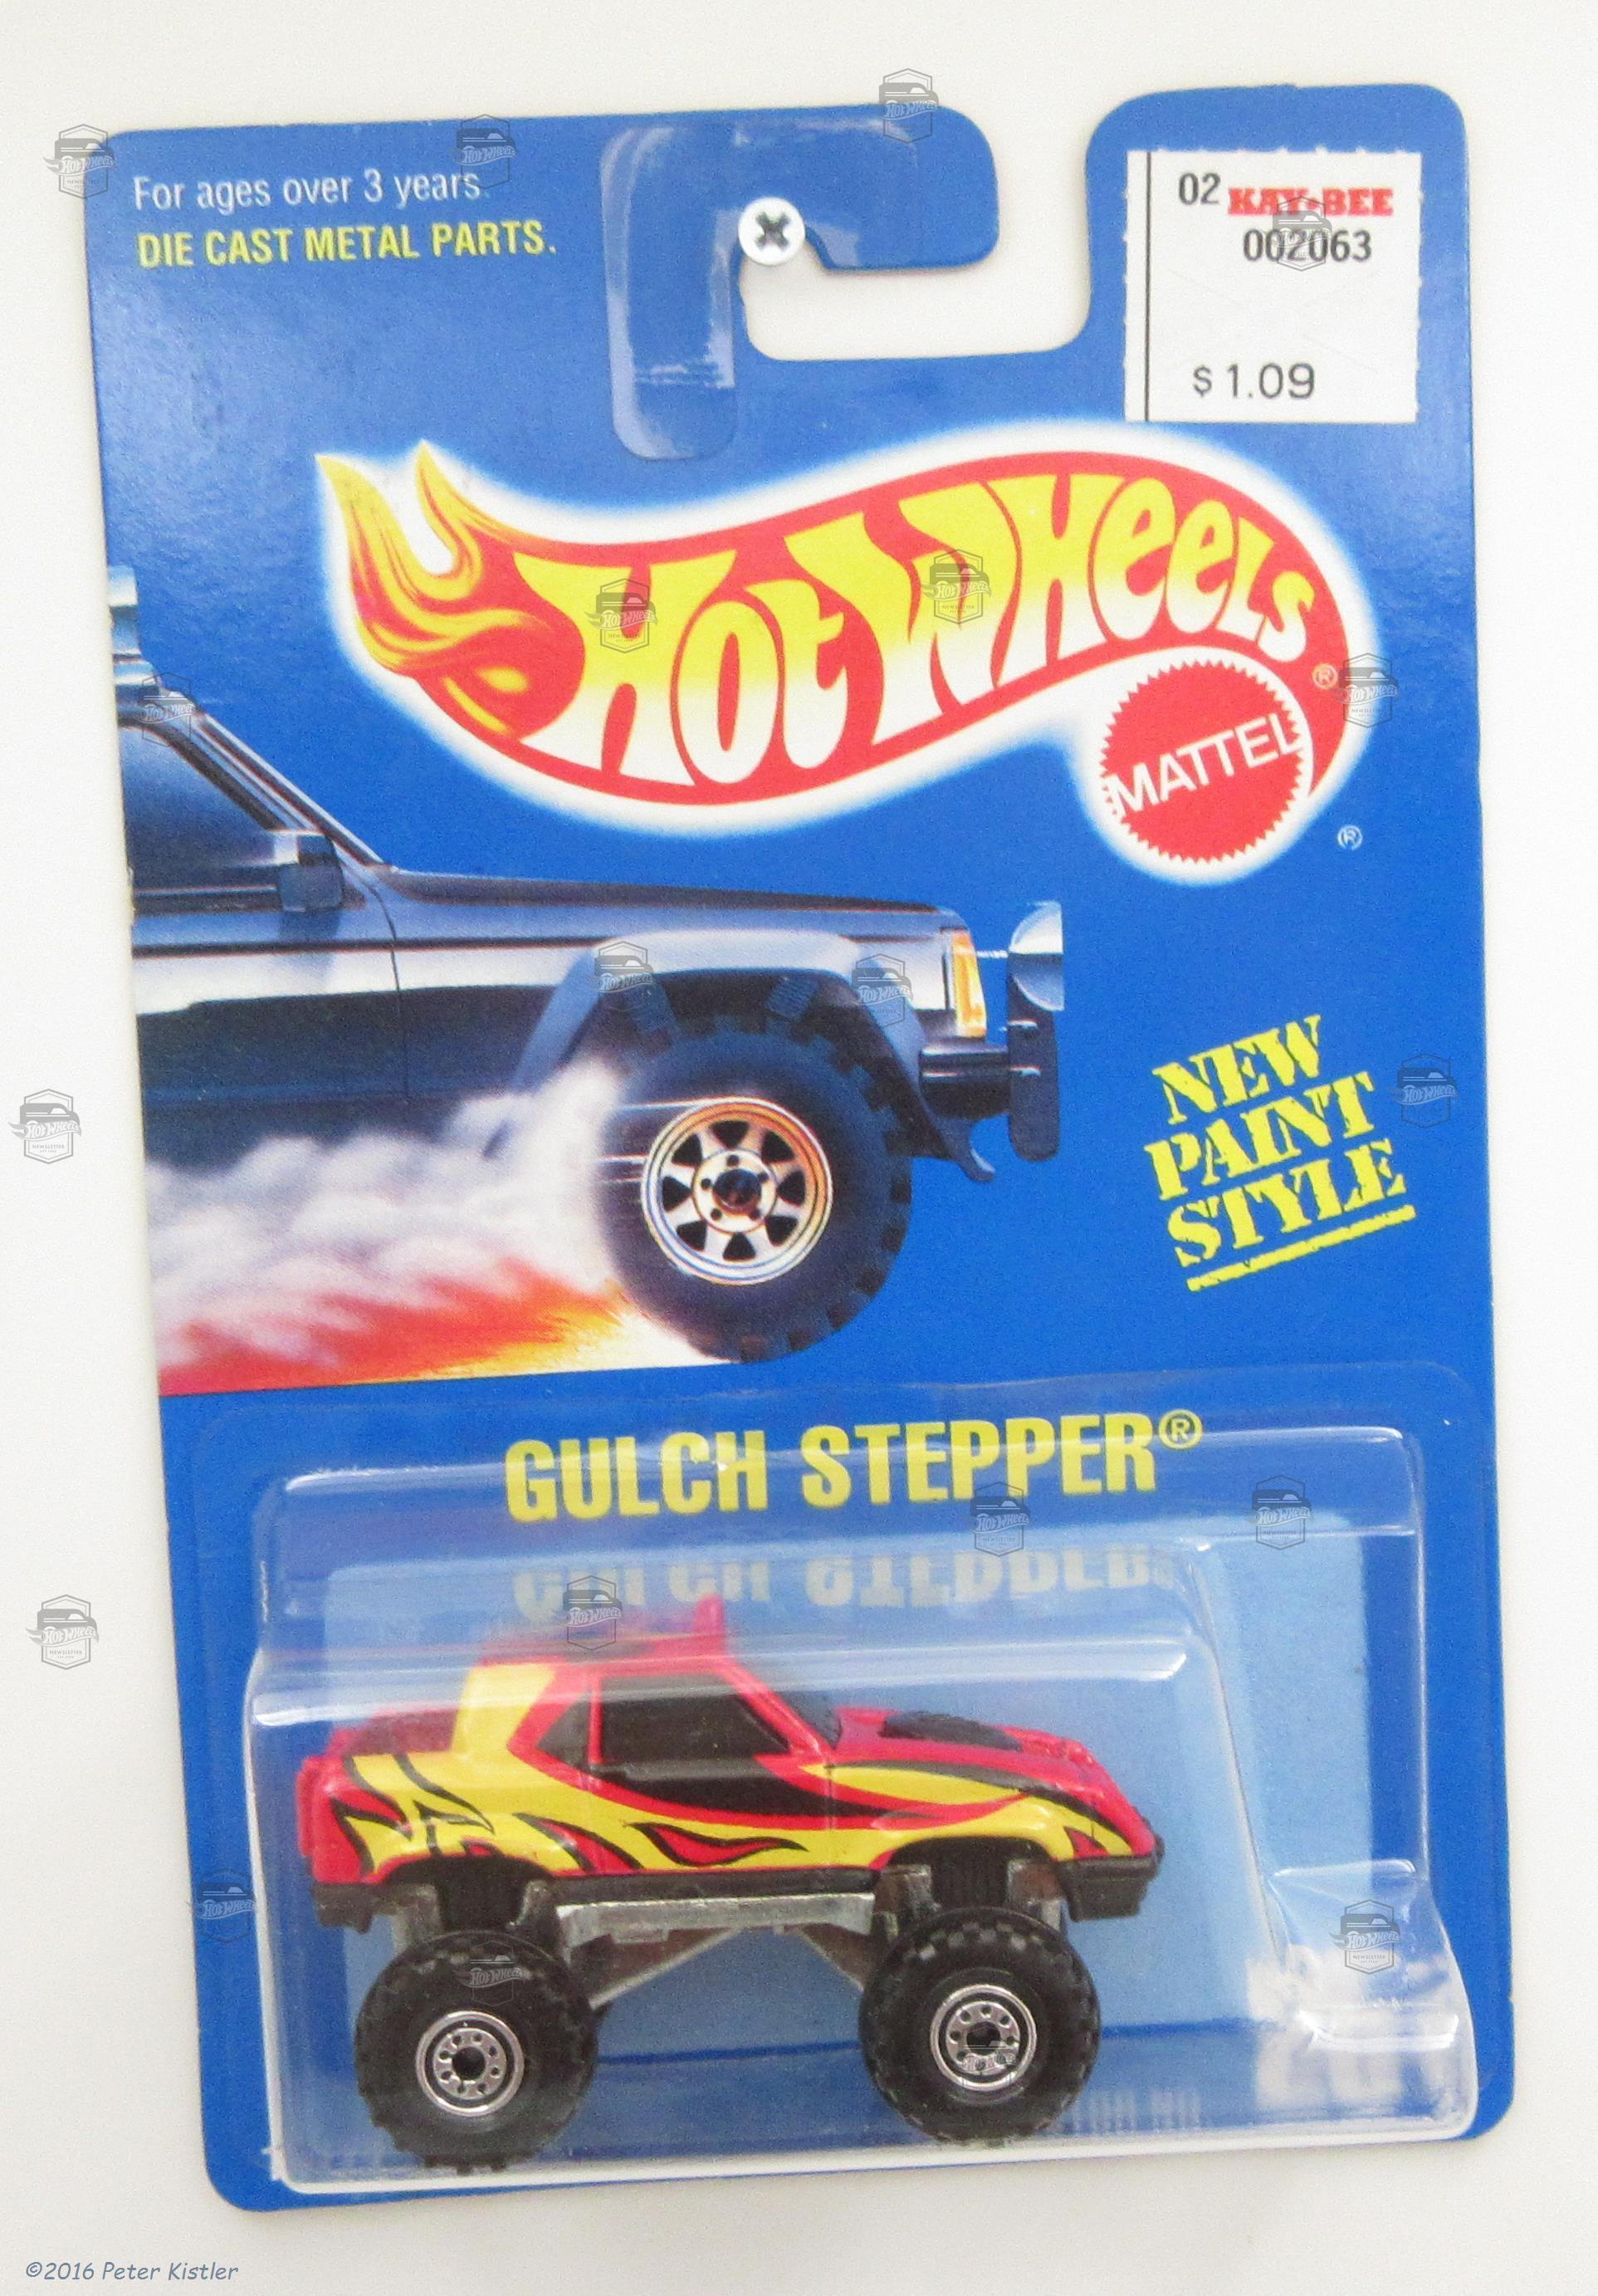 For ages over 3 years.
DIE CAST METAL PARTS.
02 KAY-BEE
002063
$ 1.09
HOT WHEELS ®
MATTEL
®
NEW
PAINT
STYLE
GULCH STEPPER®
©2016 Peter Kistler